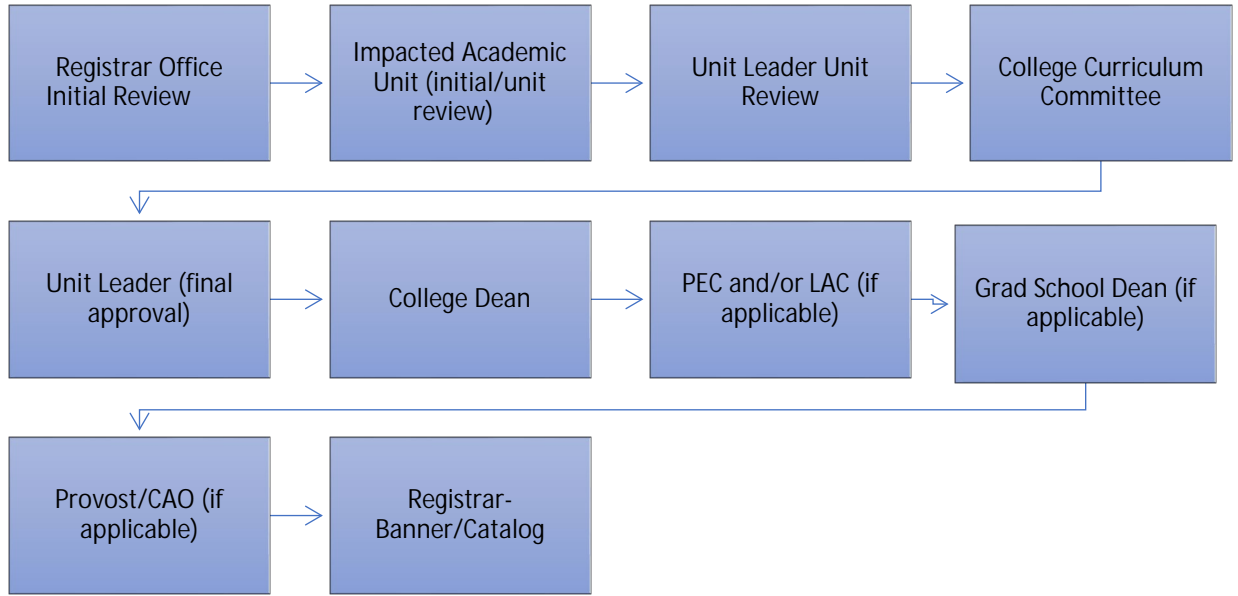 Registrar Office
Initial Review
Impacted Academic
Unit (initial/unit
review)
Unit Leader Unit
Review
College Curriculum
Committee
Unit Leader (final
approval)
College Dean
PEC and/or LAC (if
applicable)
Grad School Dean (if
applicable)
Provost/CAO (if
applicable)
Registrar-
Banner/Catalog